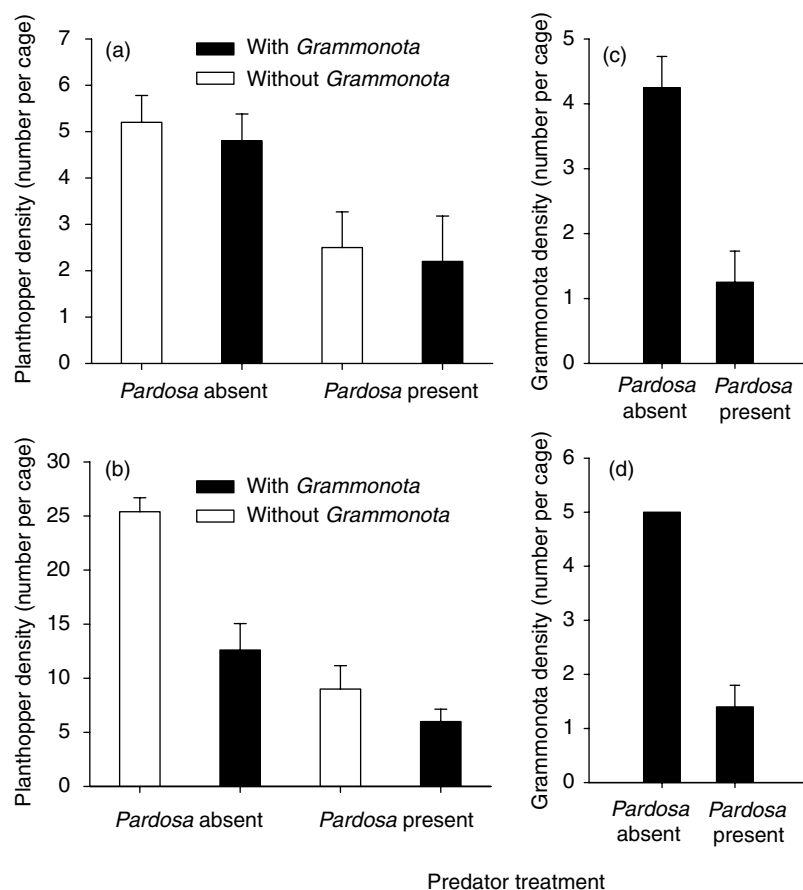 Planthopper density (number per cage)
7
6
5
4
3
2
1
0
(a)
With Grammonota
Without Grammonota
Pardosa absent
Pardosa present
Grammonota density (number per cage)
5
4
3
2
1
0
(c)
Pardosa
absent
Pardosa
present
Planthopper density (number per cage)
30
25
20
15
10
5
0
(b)
With Grammonota
Without Grammonota
Pardosa absent
Pardosa present
Grammonota density (number per cage)
6
5
4
3
2
1
0
(d)
Pardosa
absent
Pardosa
present
Predator treatment